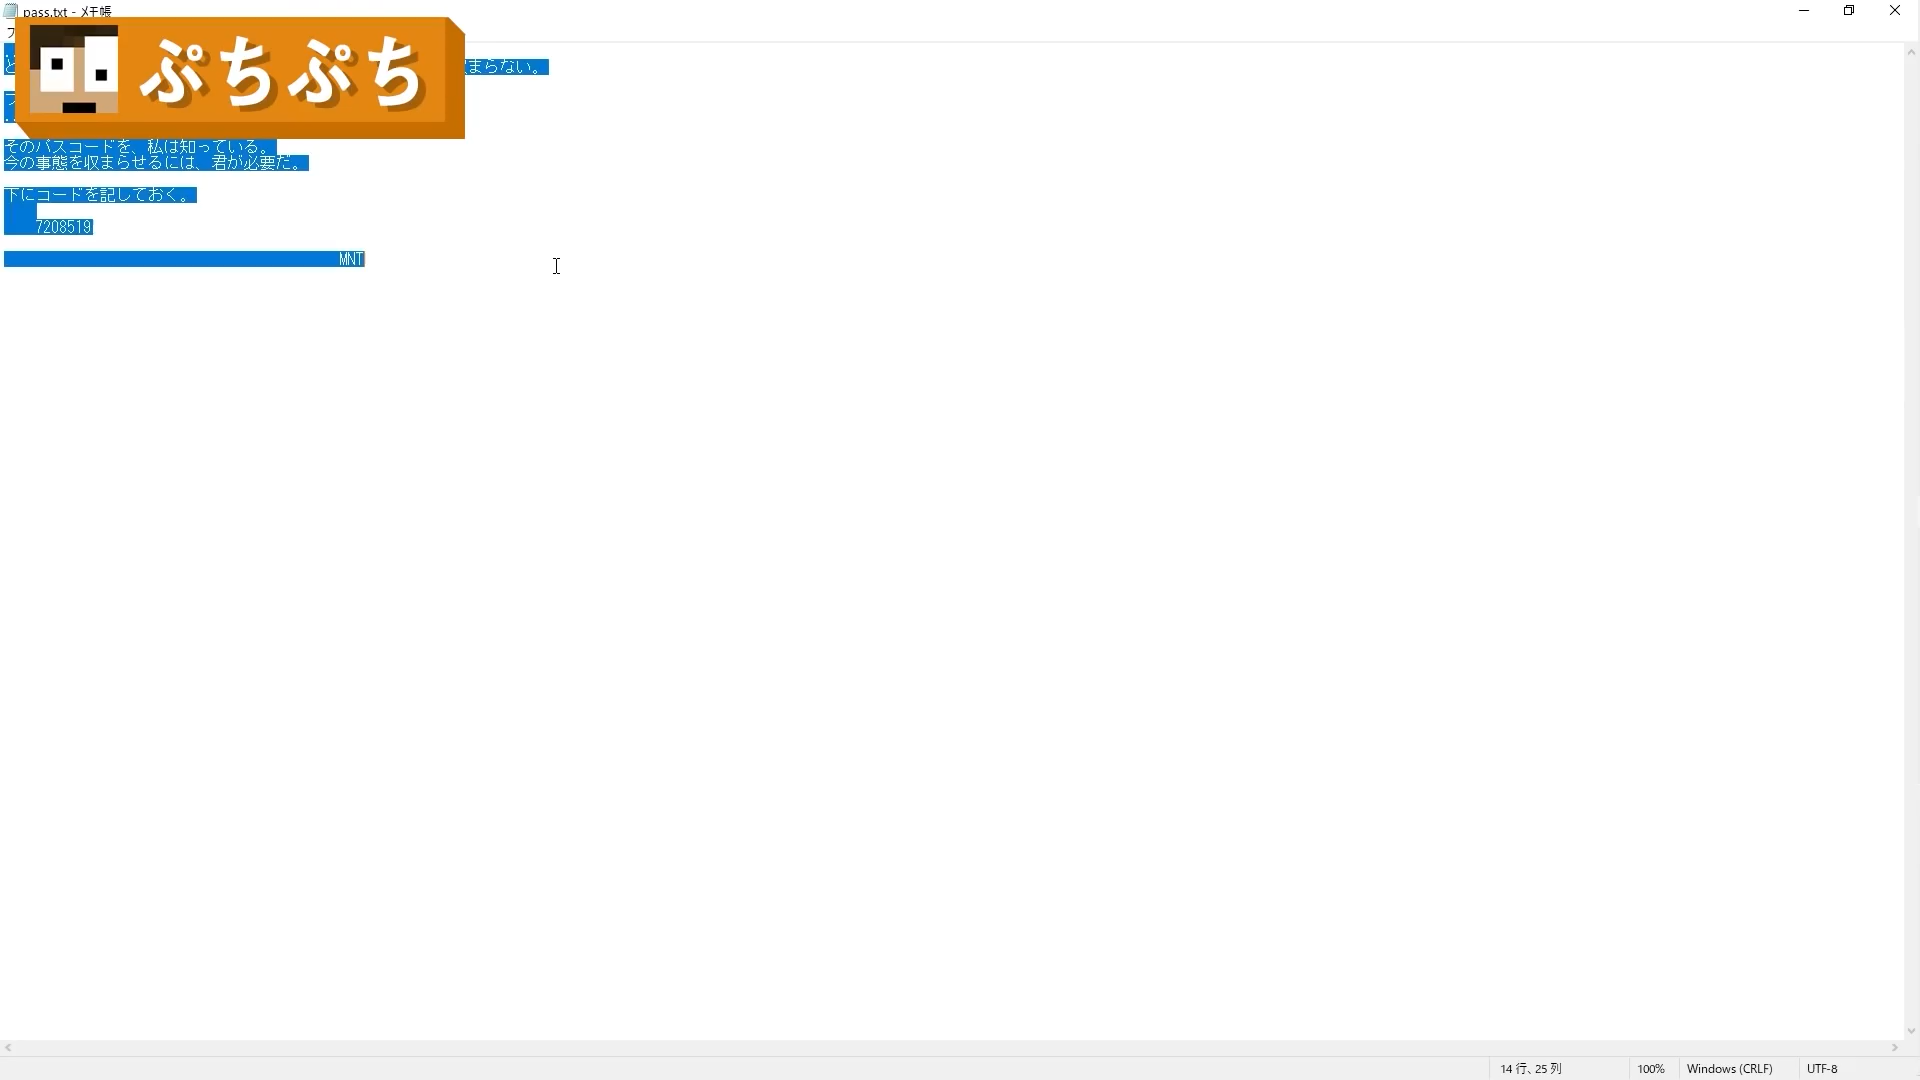 pass.txt - メモ帳
ぷちぷち
まらない。
そのパスコードを、私は知っている。
今の事態を収まらせるには、君が必要だ。
下にコードを記しておく。
7208519
MNT
14 行、25 列
100%
Windows (CRLF)
UTF-8